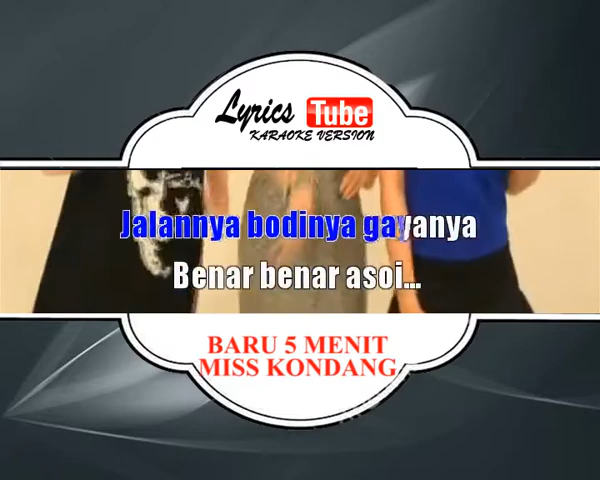 Lyrics Tube
KARAOKE VERSION
Jalannya bodinya gayanya
Benar benar asoi...
BARU 5 MENIT
MISS KONDANG